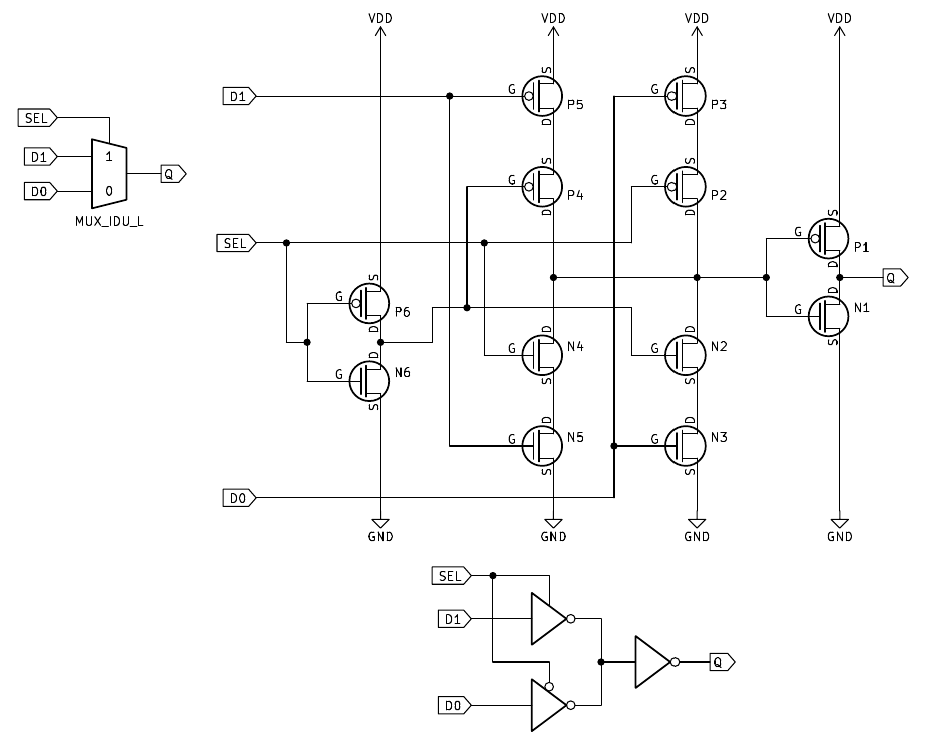 VDD VDD VDD VDD
S S
D1 G P5 G P3
D D
SEL
S S
D1 1 Q G P4 G P2
D0 0 D D
MUX_IDU_L
S
SEL G P1
D
S Q
G P6 D
D G N1
D D D S
G N6 G N4 G N2
S S S
D D
G N5 G N3
S S
D0
GND GND GND GND
SEL
D1
Q
D0